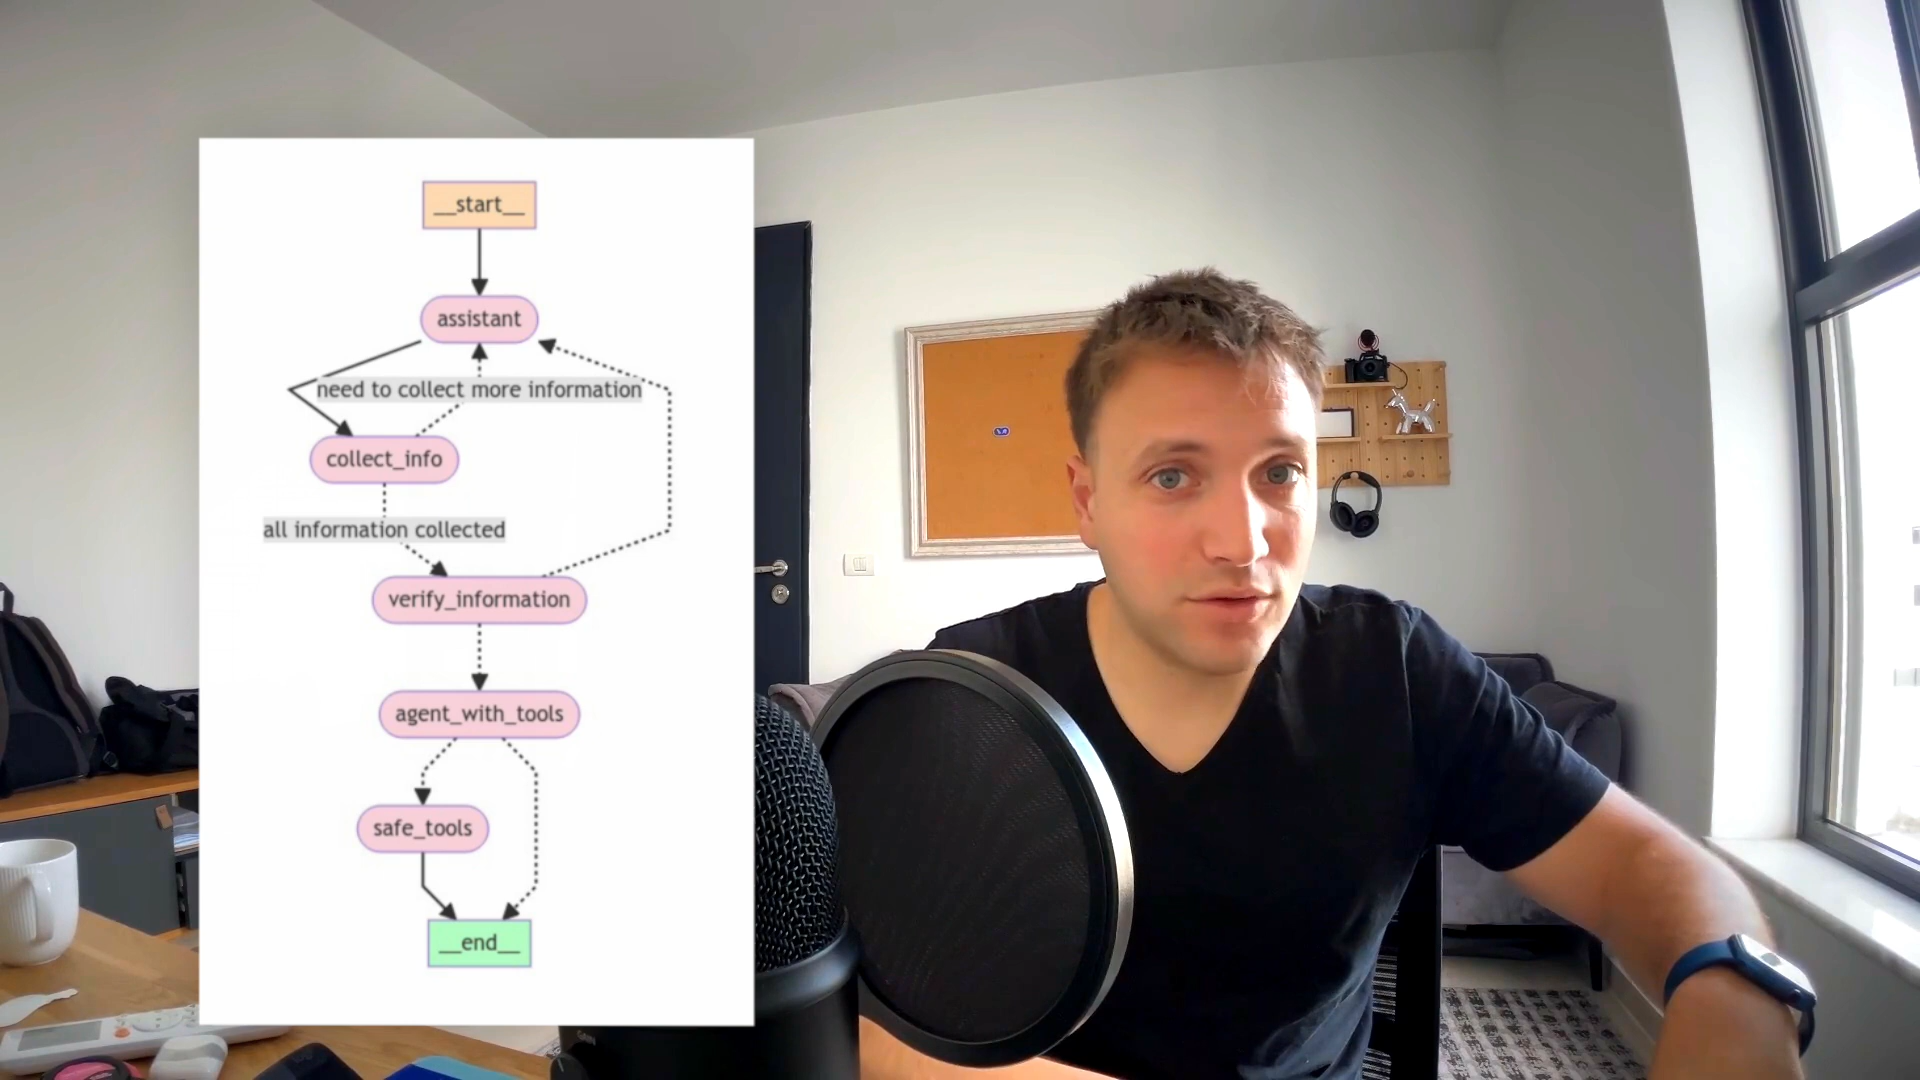 __start__
assistant
need to collect more information
collect_info
all information collected
verify_information
agent_with_tools
safe_tools
__end__